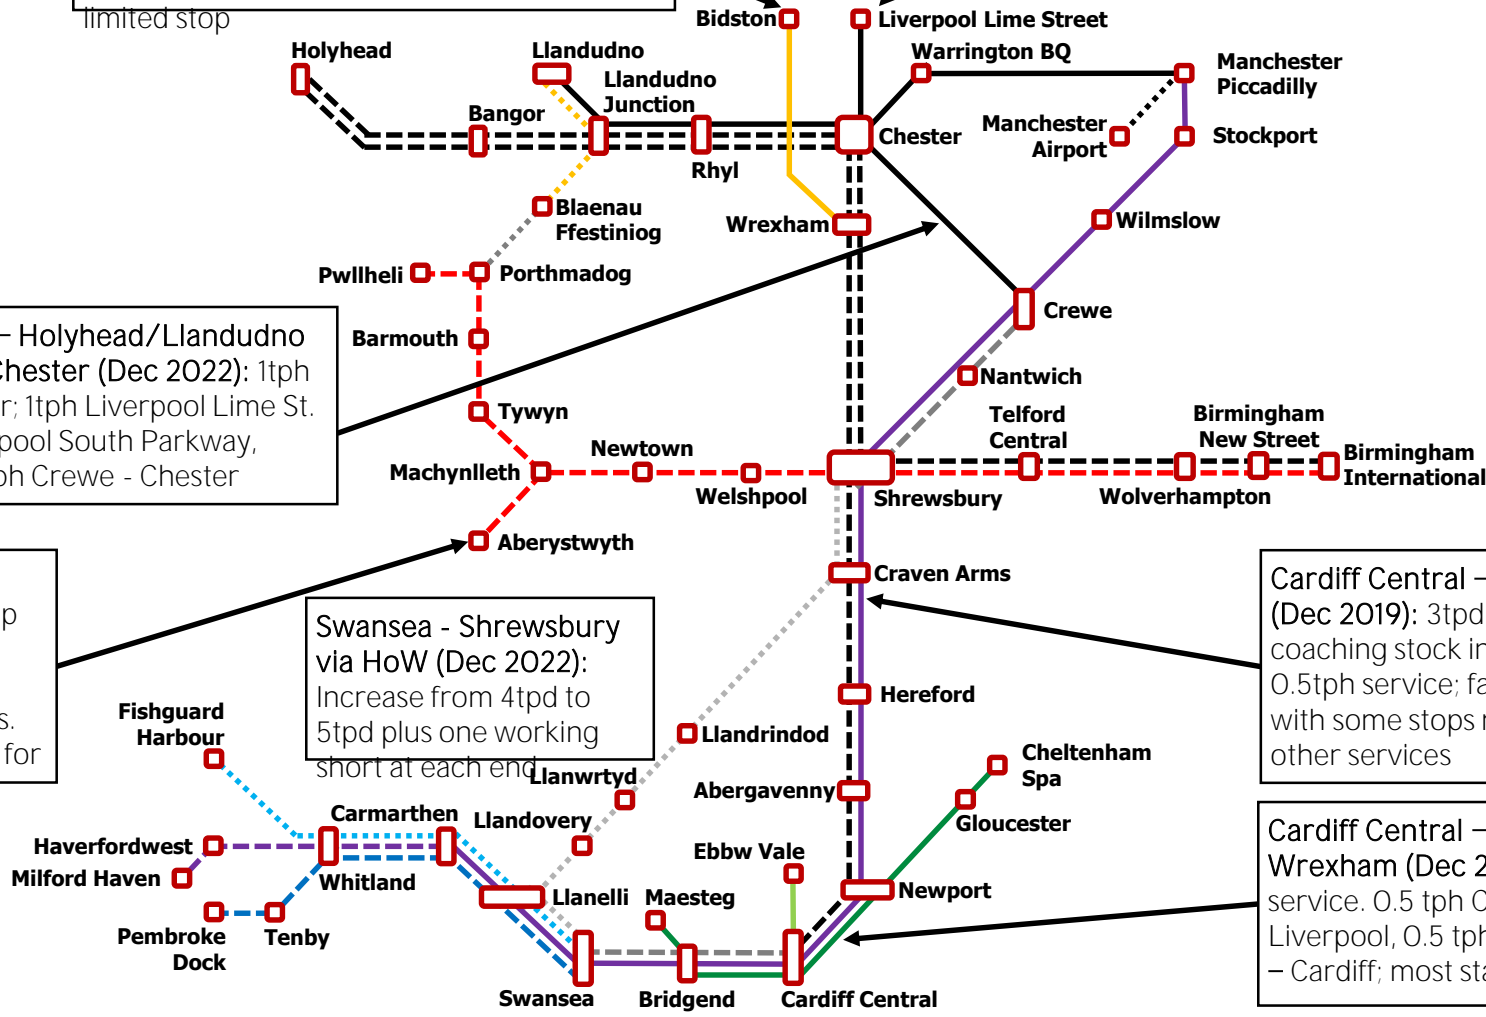 limited stop
Bidston
Liverpool Lime Street
Holyhead
Llandudno
Warrington BQ
Manchester
Piccadilly
Llandudno
Junction
Bangor
Chester
Manchester
Airport
Stockport
Rhyl
Blaenau
Ffestiniog
Wrexham
Wilmslow
Pwllheli
Porthmadog
– Holyhead/Llandudno
Chester (Dec 2022): 1tph
r; 1tph Liverpool Lime St.
pool South Parkway,
ph Crewe - Chester
Barmouth
Crewe
Nantwich
Tywyn
Telford
Central
Birmingham
New Street
Birmingham
International
Machynlleth
Newtown
Welshpool
Shrewsbury
Wolverhampton
Aberystwyth
p
s.
for
Swansea - Shrewsbury
via HoW (Dec 2022):
Increase from 4tpd to
5tpd plus one working
short at each end
Craven Arms
Cardiff Central –
(Dec 2019): 3tpd
coaching stock in
0.5tph service; fa
with some stops r
other services
Hereford
Fishguard
Harbour
Llandrindod
Cheltenham
Spa
Llanwrtyd
Abergavenny
Gloucester
Carmarthen
Llandovery
Haverfordwest
Milford Haven
Whitland
Ebbw Vale
Cardiff Central –
Wrexham (Dec 2
service. 0.5 tph C
Liverpool, 0.5 tph
– Cardiff; most sta
Llanelli
Maesteg
Newport
Pembroke
Dock
Tenby
Swansea
Bridgend
Cardiff Central